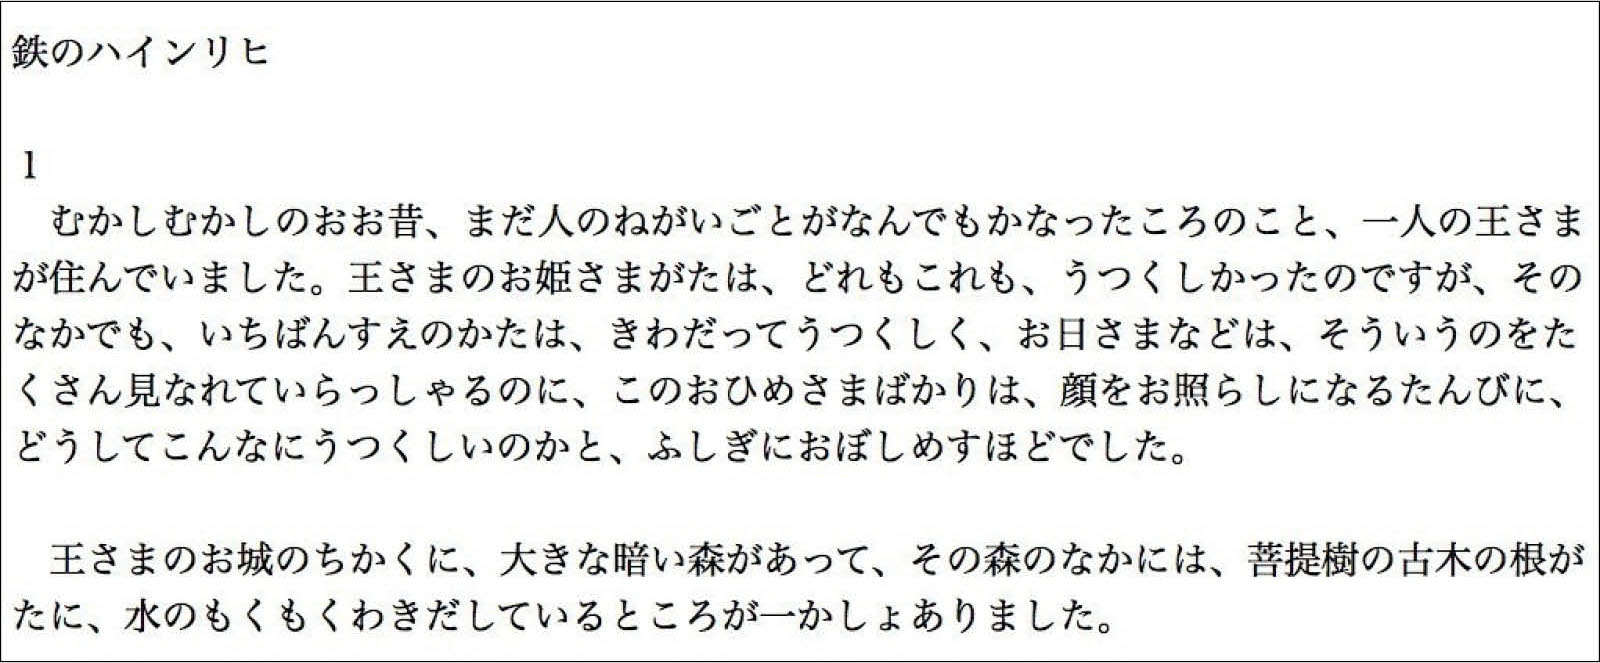 鉄のハインリヒ
1
むかしむかしのおお昔、まだ人のねがいごとがなんでもかなったころのこと、一人の王さま
が住んでいました。王さまのお姫さまがたは、どれもこれも、うつくしかったのですが、その
なかでも、いちばんすえのかたは、きわだってうつくしく、お日さまなどは、そういうのをた
くさん見なれていらっしゃるのに、このおひめさまばかりは、顔をお照らしになるたんびに、
どうしてこんなにうつくしいのかと、ふしぎにおぼしめすほどでした。
王さまのお城のちかくに、大きな暗い森があって、その森のなかには、菩提樹の古木の根が
たに、水のもくもくわきだしているところが一かしょありました。